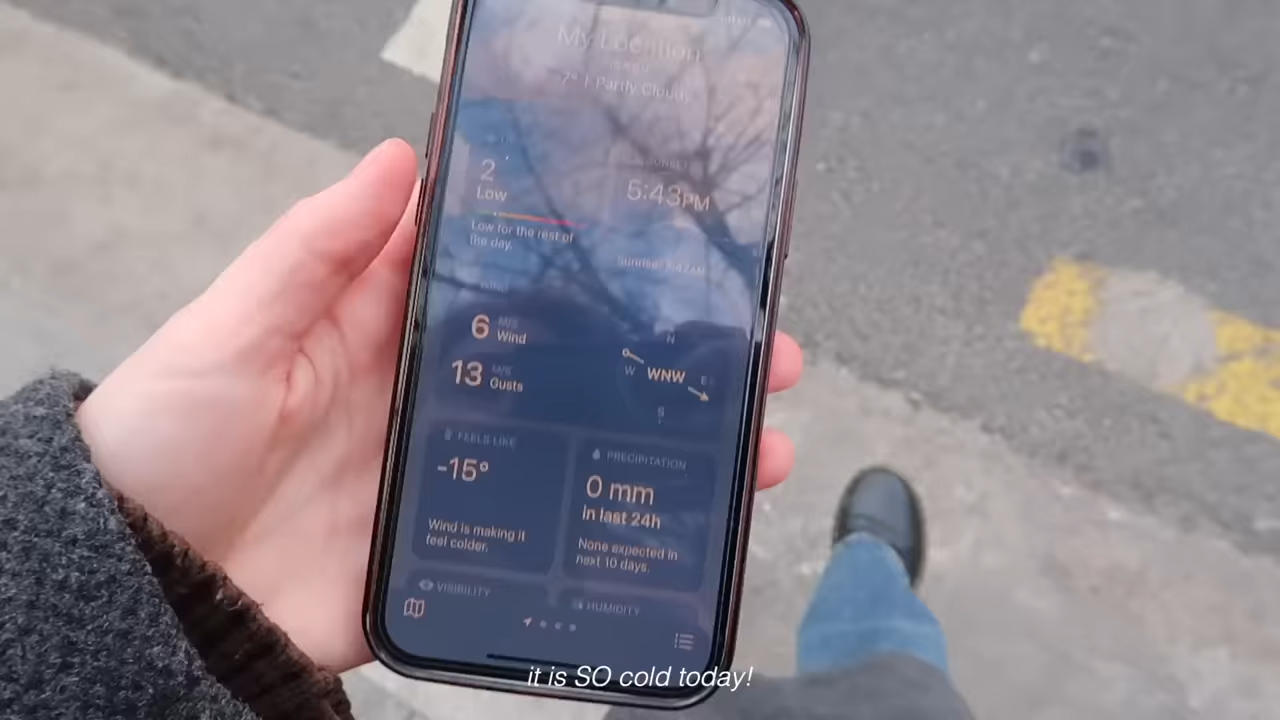 My Location
7° | Partly Cloudy
2
Low
Low for the rest of
the day.
SUNSET
5:43PM
WIND
6 M/S
Wind
13 M/S
Gusts
N
W WNW E
S
FEELS LIKE
-15°
Wind is making it
feel colder.
PRECIPITATION
0 mm
in last 24h
None expected in
next 10 days.
VISIBILITY
HUMIDITY
it is SO cold today!